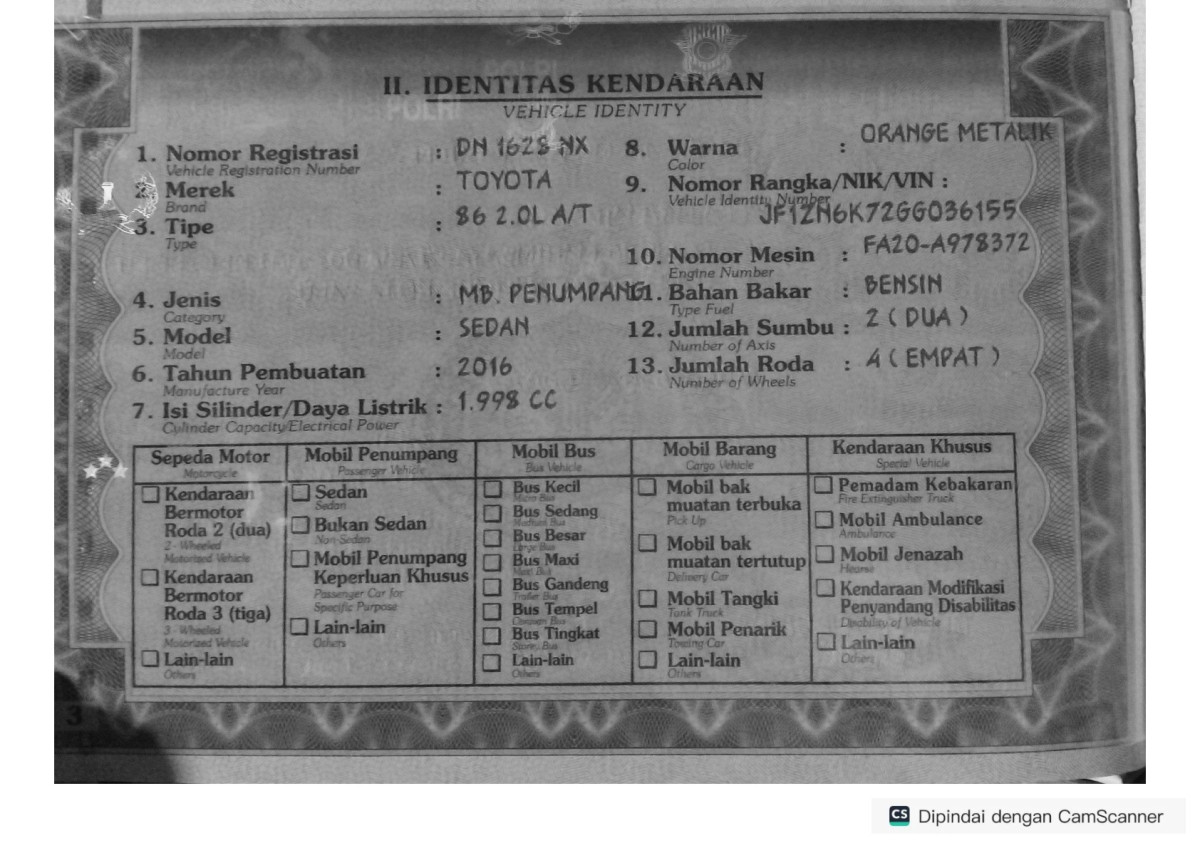 II. IDENTITAS KENDARAAN
VEHICLE IDENTITY
1. Nomor Registrasi : DN 1628 NX
Vehicle Registration Number
2. Merek : TOYOTA
Brand
3. Tipe : 86 2.0L A/T
Type
4. Jenis : MB. PENUMPANG
Category
5. Model : SEDAN
Model
6. Tahun Pembuatan : 2016
Manufacture Year
7. Isi Silinder/Daya Listrik : 1.998 CC
Cylinder Capacity/Electrical Power
8. Warna : ORANGE METALIK
Color
9. Nomor Rangka/NIK/VIN :
Vehicle Identity Number
JF1ZN6K72GG036155
10. Nomor Mesin : FA20-A978372
Engine Number
11. Bahan Bakar : BENSIN
Type Fuel
12. Jumlah Sumbu : 2 ( DUA )
Number of Axis
13. Jumlah Roda : 4 ( EMPAT )
Number of Wheels
Sepeda Motor
Motorcycle
Kendaraan
Bermotor
Roda 2 (dua)
2 - Wheeled
Motorized Vehicle
Kendaraan
Bermotor
Roda 3 (tiga)
3 - Wheeled
Motorized Vehicle
Lain-lain
Others
Mobil Penumpang
Passenger Vehicle
Sedan
Sedan
Bukan Sedan
Non-Sedan
Mobil Penumpang
Keperluan Khusus
Passenger Car for
Specific Purpose
Lain-lain
Others
Mobil Bus
Bus Vehicle
Bus Kecil
Micro Bus
Bus Sedang
Medium Bus
Bus Besar
Large Bus
Bus Maxi
Maxi Bus
Bus Gandeng
Trailer Bus
Bus Tempel
Bus Tingkat
Lain-lain
Others
Mobil Barang
Cargo Vehicle
Mobil bak
muatan terbuka
Pick Up
Mobil bak
muatan tertutup
Delivery Car
Mobil Tangki
Tank Truck
Mobil Penarik
Towing Car
Lain-lain
Others
Kendaraan Khusus
Special Vehicle
Pemadam Kebakaran
Fire Extinguisher Truck
Mobil Ambulance
Ambulance
Mobil Jenazah
Hearse
Kendaraan Modifikasi
Penyandang Disabilitas
Disability of Vehicle
Lain-lain
Others
3
CS Dipindai dengan CamScanner